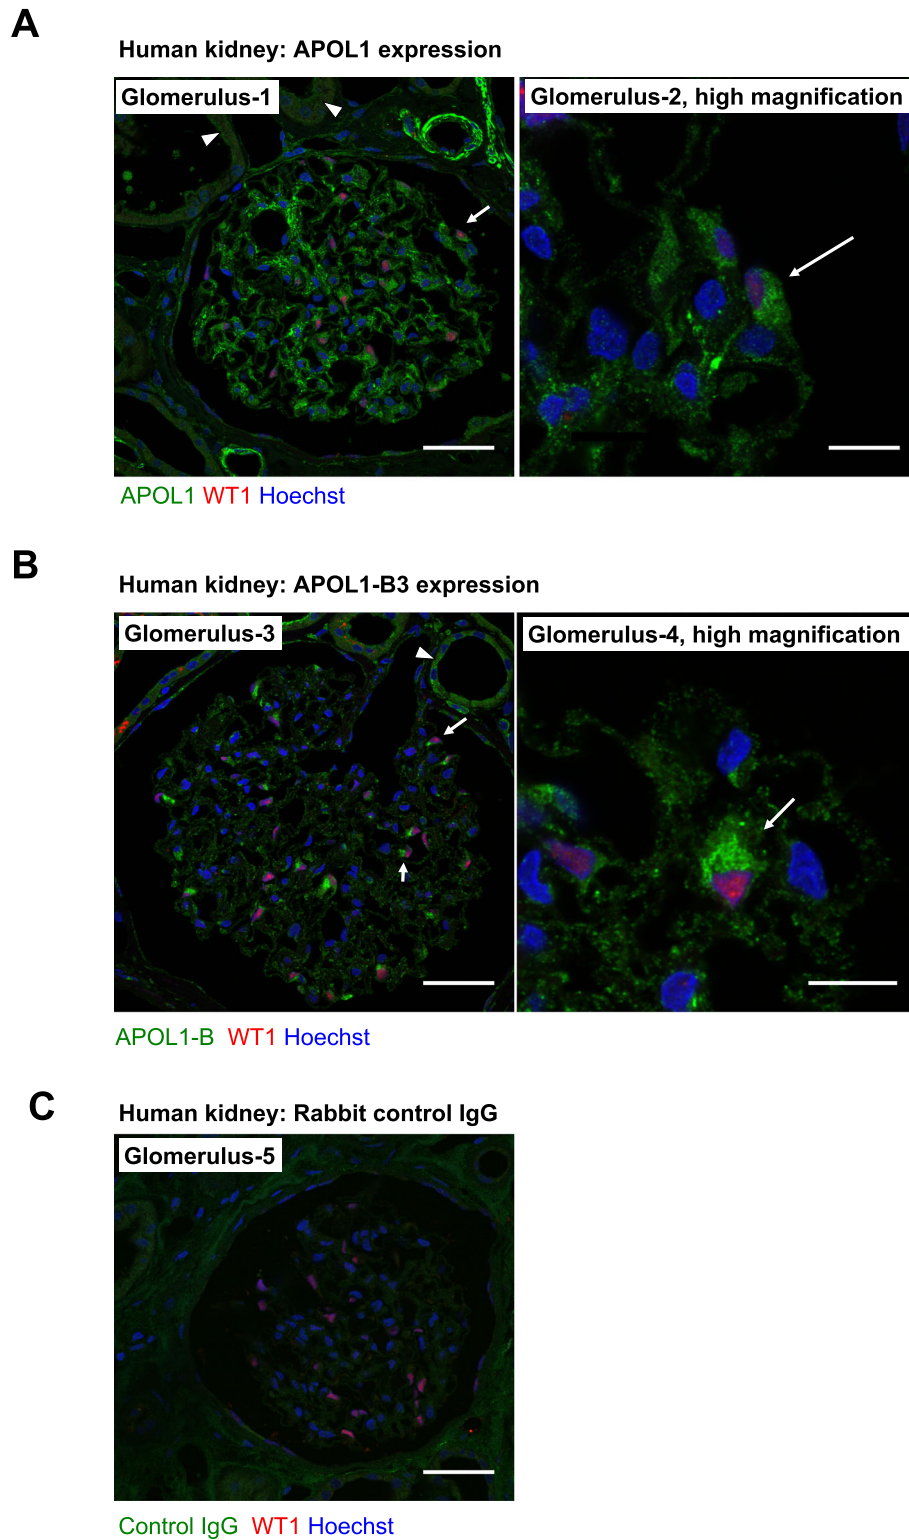 A
Human kidney: APOL1 expression
Glomerulus-1
Glomerulus-2, high magnification
APOL1 WT1 Hoechst
B
Human kidney: APOL1-B3 expression
Glomerulus-3
Glomerulus-4, high magnification
APOL1-B WT1 Hoechst
C
Human kidney: Rabbit control IgG
Glomerulus-5
Control IgG WT1 Hoechst